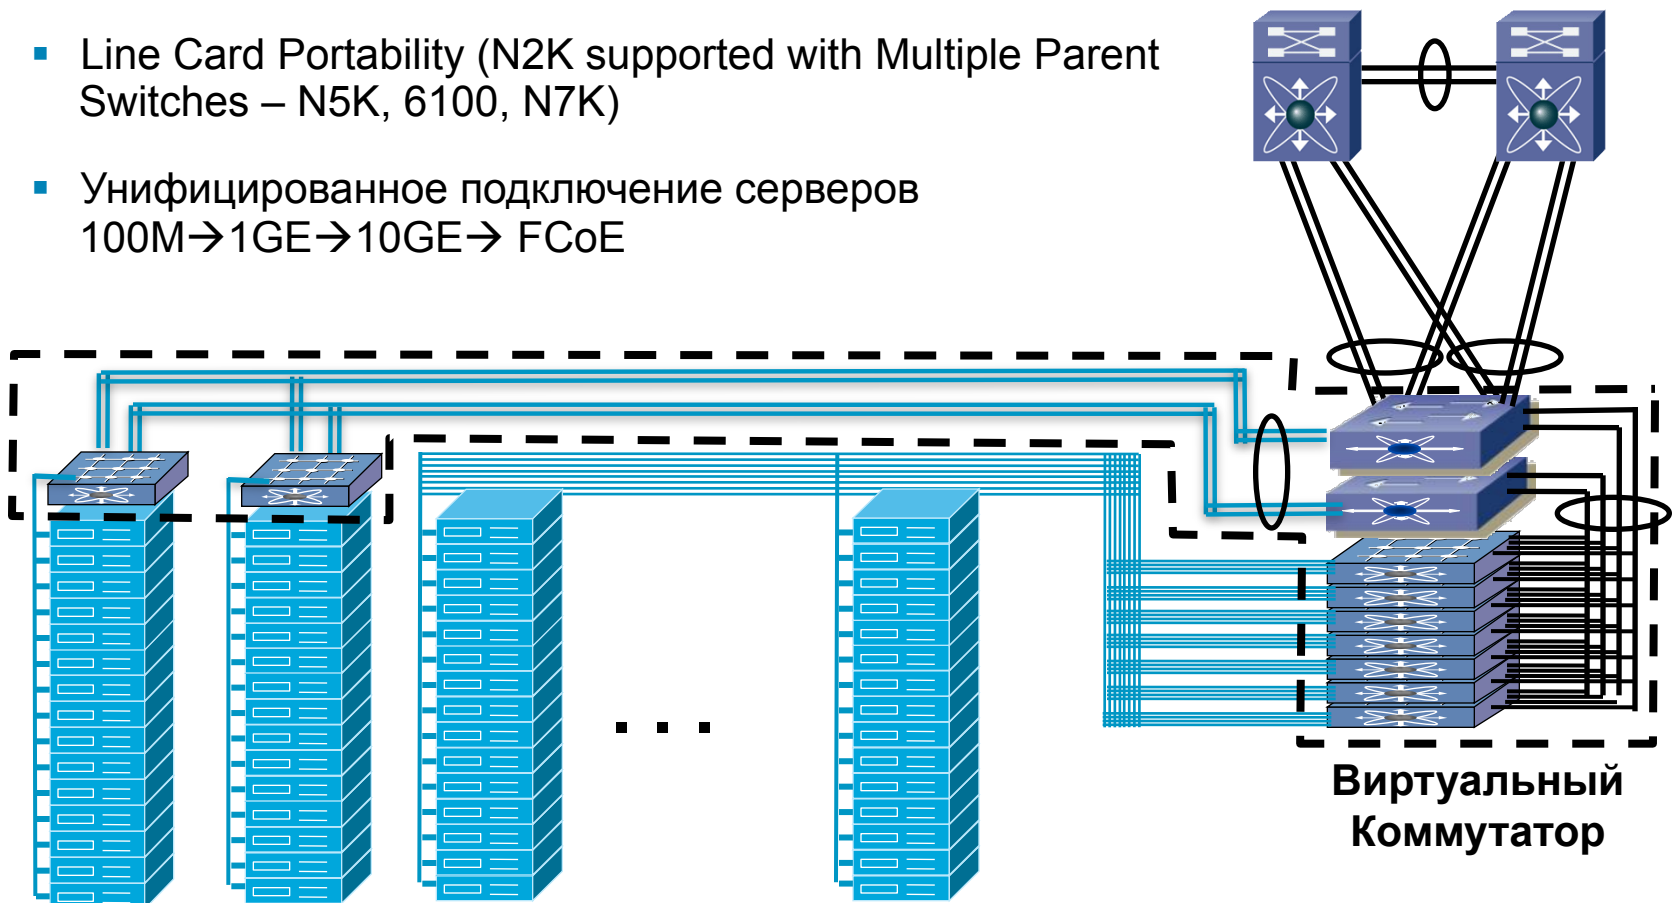 Line Card Portability (N2K supported with Multiple Parent
Switches – N5K, 6100, N7K)
Унифицированное подключение серверов
100M→1GE→10GE→ FCoE
. . .
Виртуальный
Коммутатор